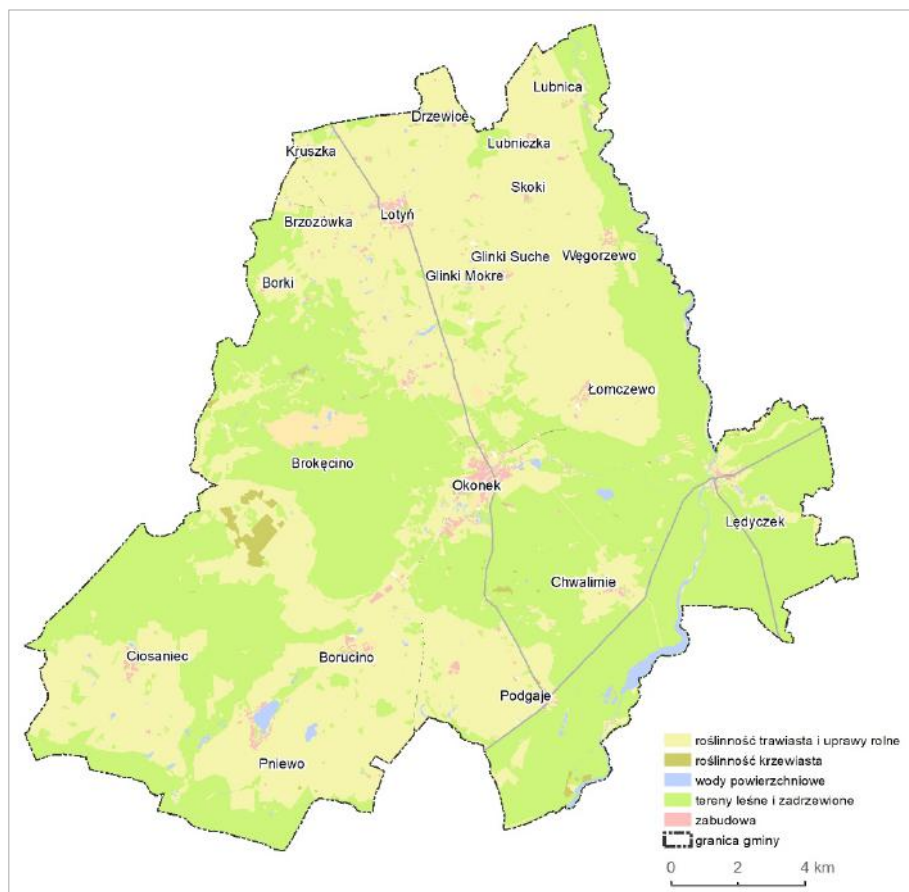 Lubnica
Drzewice
Lubniczka
Kruszka
Skoki
Brzozówka
Lotyń
Glinki Suche
Węgorzewo
Glinki Mokre
Borki
Łomczewo
Brokęcino
Okonek
Lędyczek
Chwalimie
Ciosaniec
Borucino
Podgaje
Pniewo
roślinność trawiasta i uprawy rolne
roślinność krzewiasta
wody powierzchniowe
tereny leśne i zadrzewione
zabudowa
granica gminy
0 2 4 km